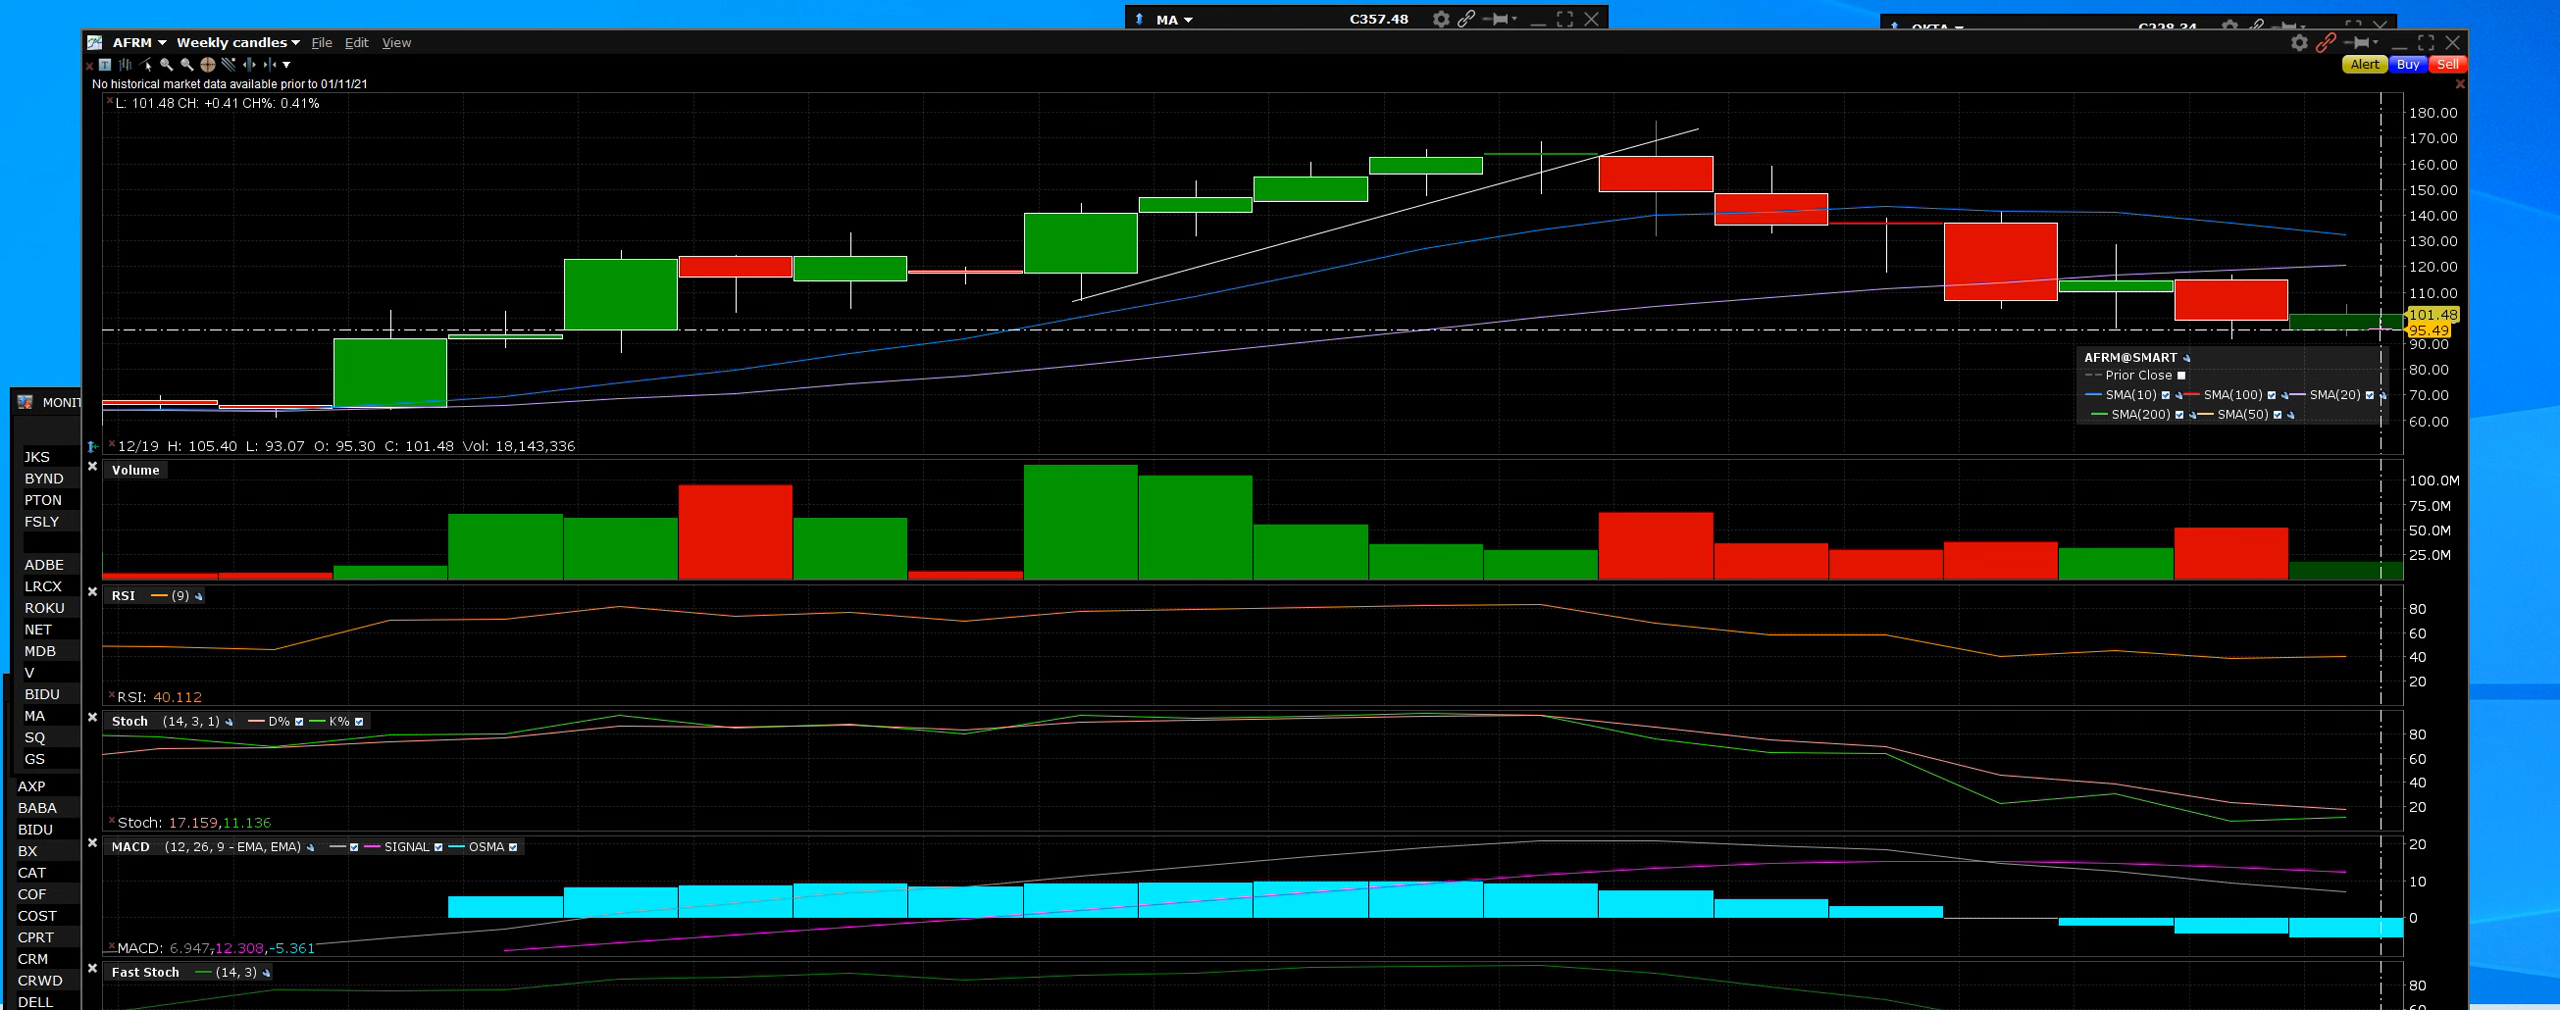 MA C357.48
OKTA C228.34
AFRM Weekly candles File Edit View
Alert Buy Sell
No historical market data available prior to 01/11/21
L: 101.48 CH: +0.41 CH%: 0.41%
180.00
170.00
160.00
150.00
140.00
130.00
120.00
110.00
101.48
95.49
90.00
80.00
70.00
60.00
AFRM@SMART
Prior Close
SMA(10) SMA(100) SMA(20)
SMA(200) SMA(50)
12/19 H: 105.40 L: 93.07 O: 95.30 C: 101.48 Vol: 18,143,336
Volume
100.0M
75.0M
50.0M
25.0M
RSI (9)
80
60
40
20
RSI: 40.112
Stoch (14, 3, 1) D% K%
80
60
40
20
Stoch: 17.159,11.136
MACD (12, 26, 9 - EMA, EMA) SIGNAL OSMA
20
10
0
MACD: 6.947,12.308,-5.361
Fast Stoch (14, 3)
80
60
MONIT
JKS
BYND
PTON
FSLY
ADBE
LRCX
ROKU
NET
MDB
V
BIDU
MA
SQ
GS
AXP
BABA
BIDU
BX
CAT
COF
COST
CPRT
CRM
CRWD
DELL